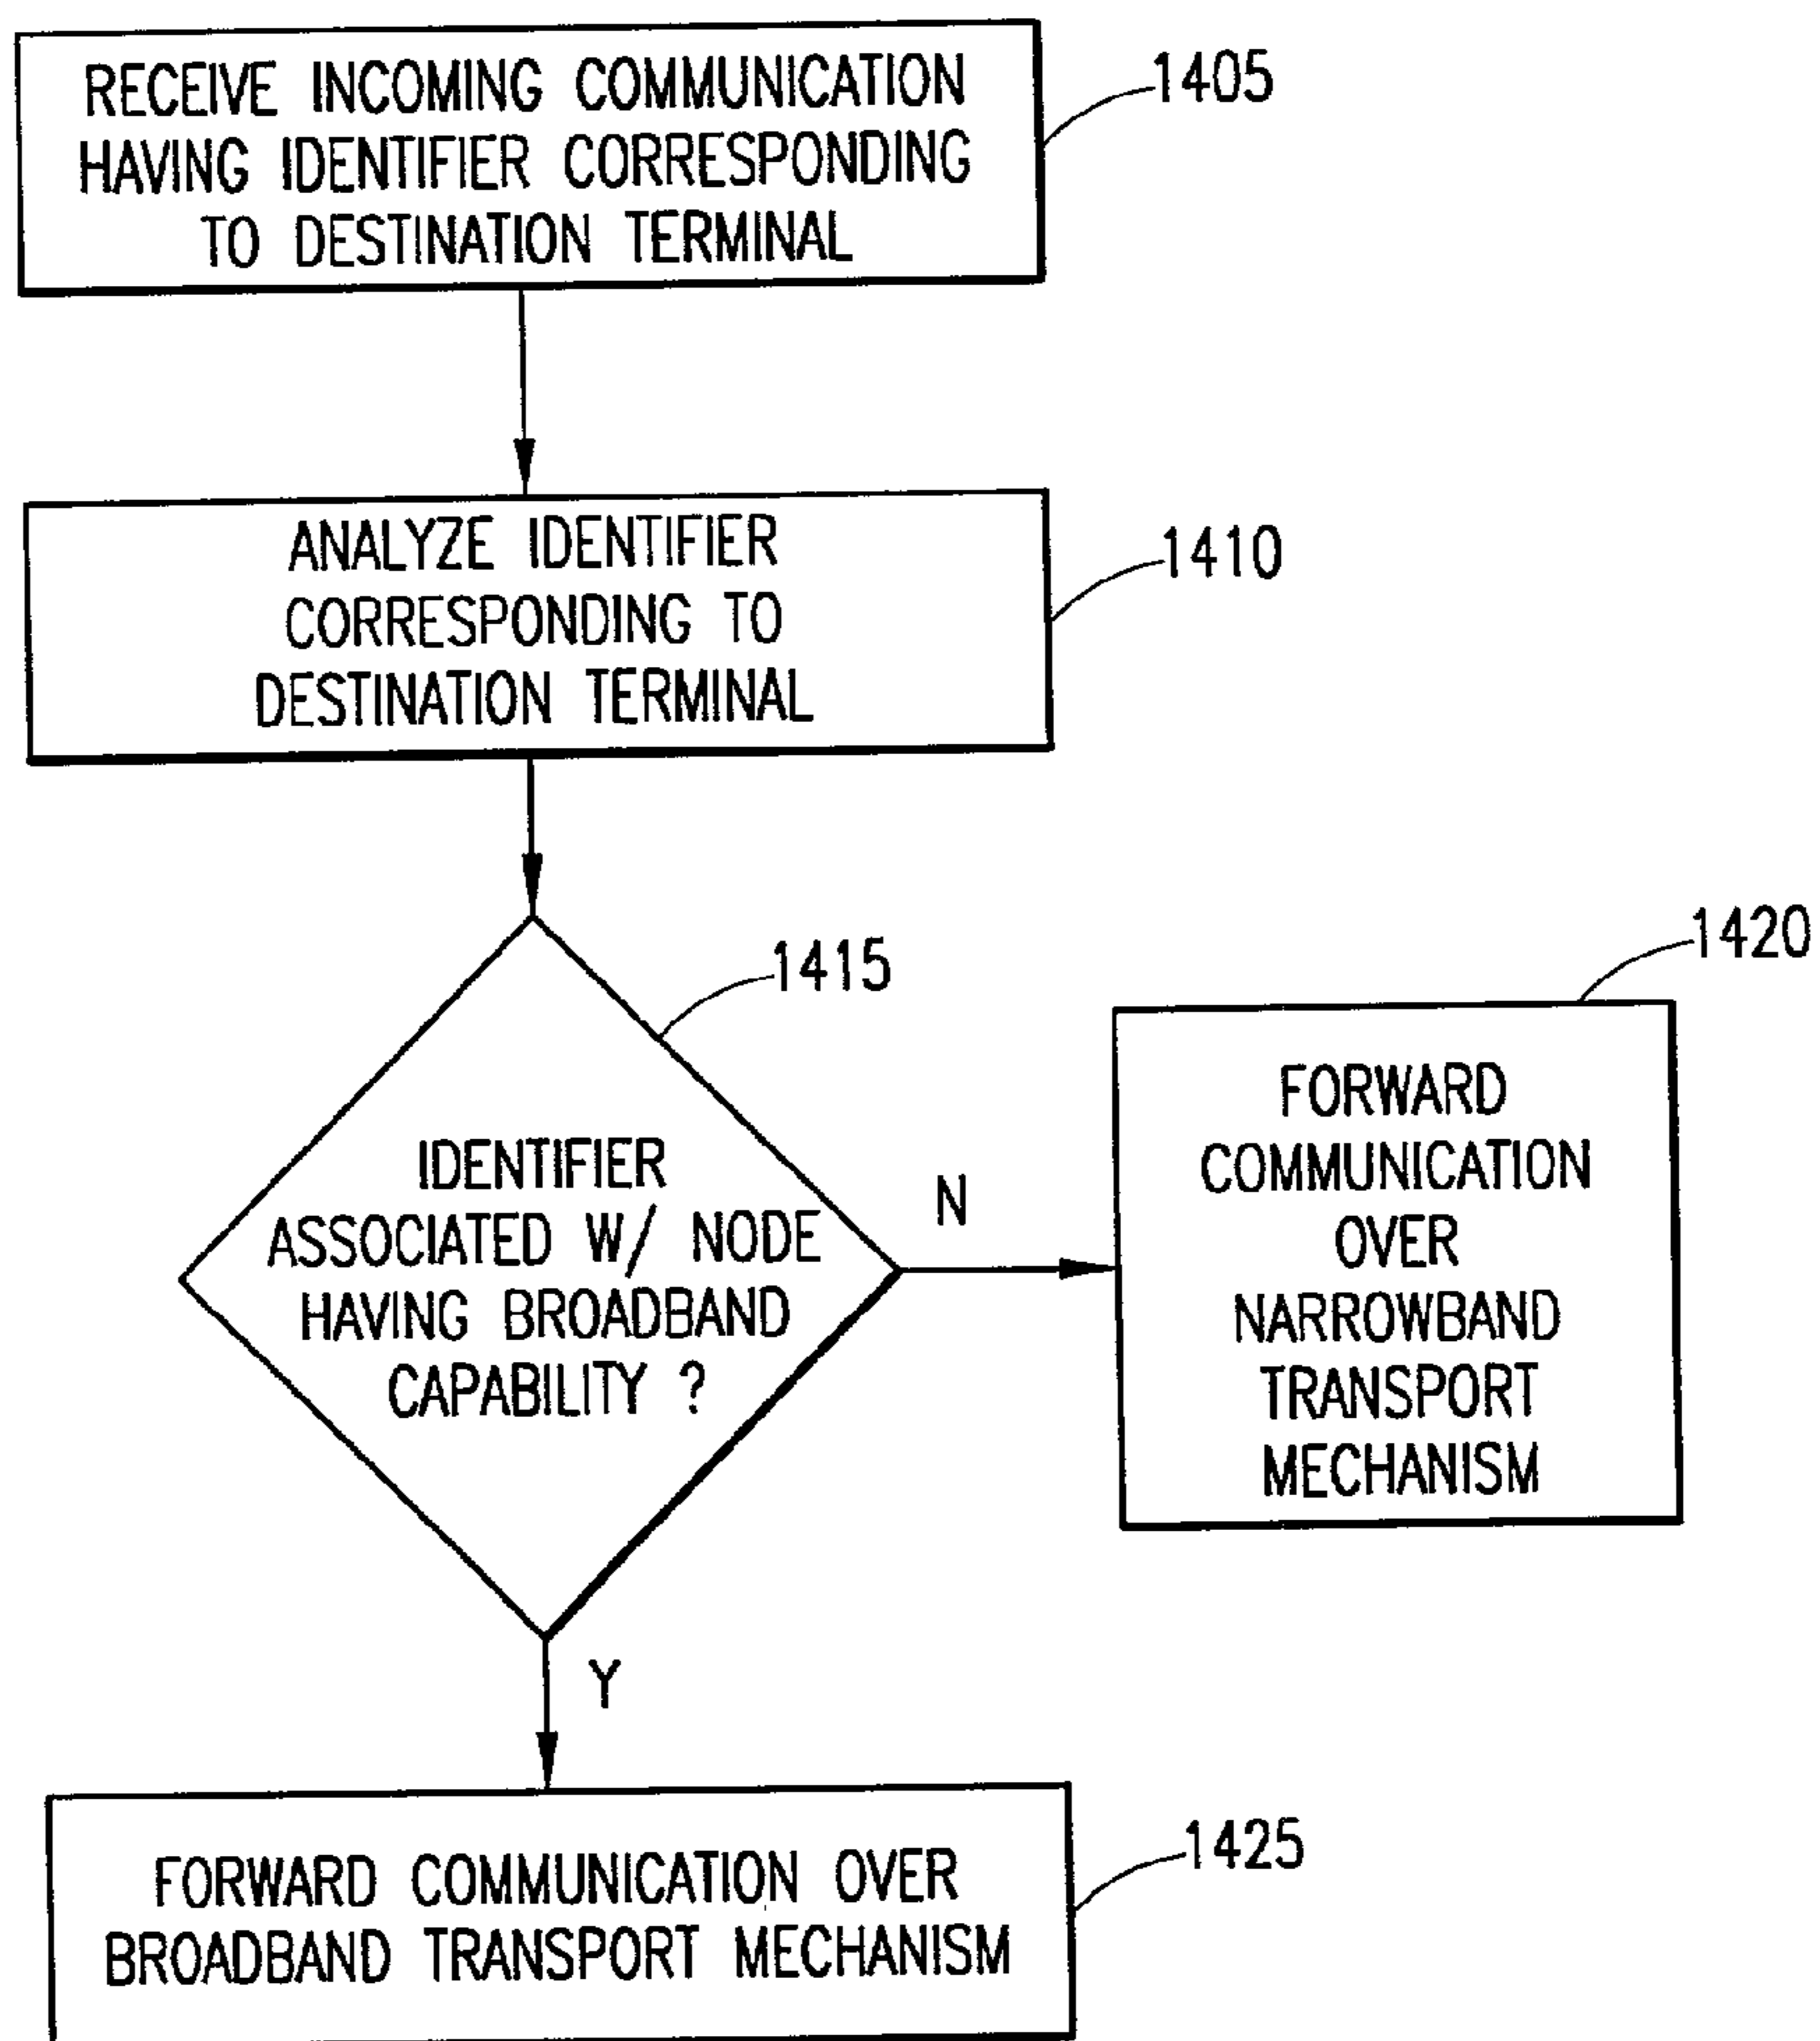 RECEIVE INCOMING COMMUNICATION
HAVING IDENTIFIER CORRESPONDING
TO DESTINATION TERMINAL
1405
ANALYZE IDENTIFIER
CORRESPONDING TO
DESTINATION TERMINAL
1410
IDENTIFIER
ASSOCIATED W/ NODE
HAVING BROADBAND
CAPABILITY ?
1415
N
1420
FORWARD
COMMUNICATION
OVER
NARROWBAND
TRANSPORT
MECHANISM
Y
FORWARD COMMUNICATION OVER
BROADBAND TRANSPORT MECHANISM
1425